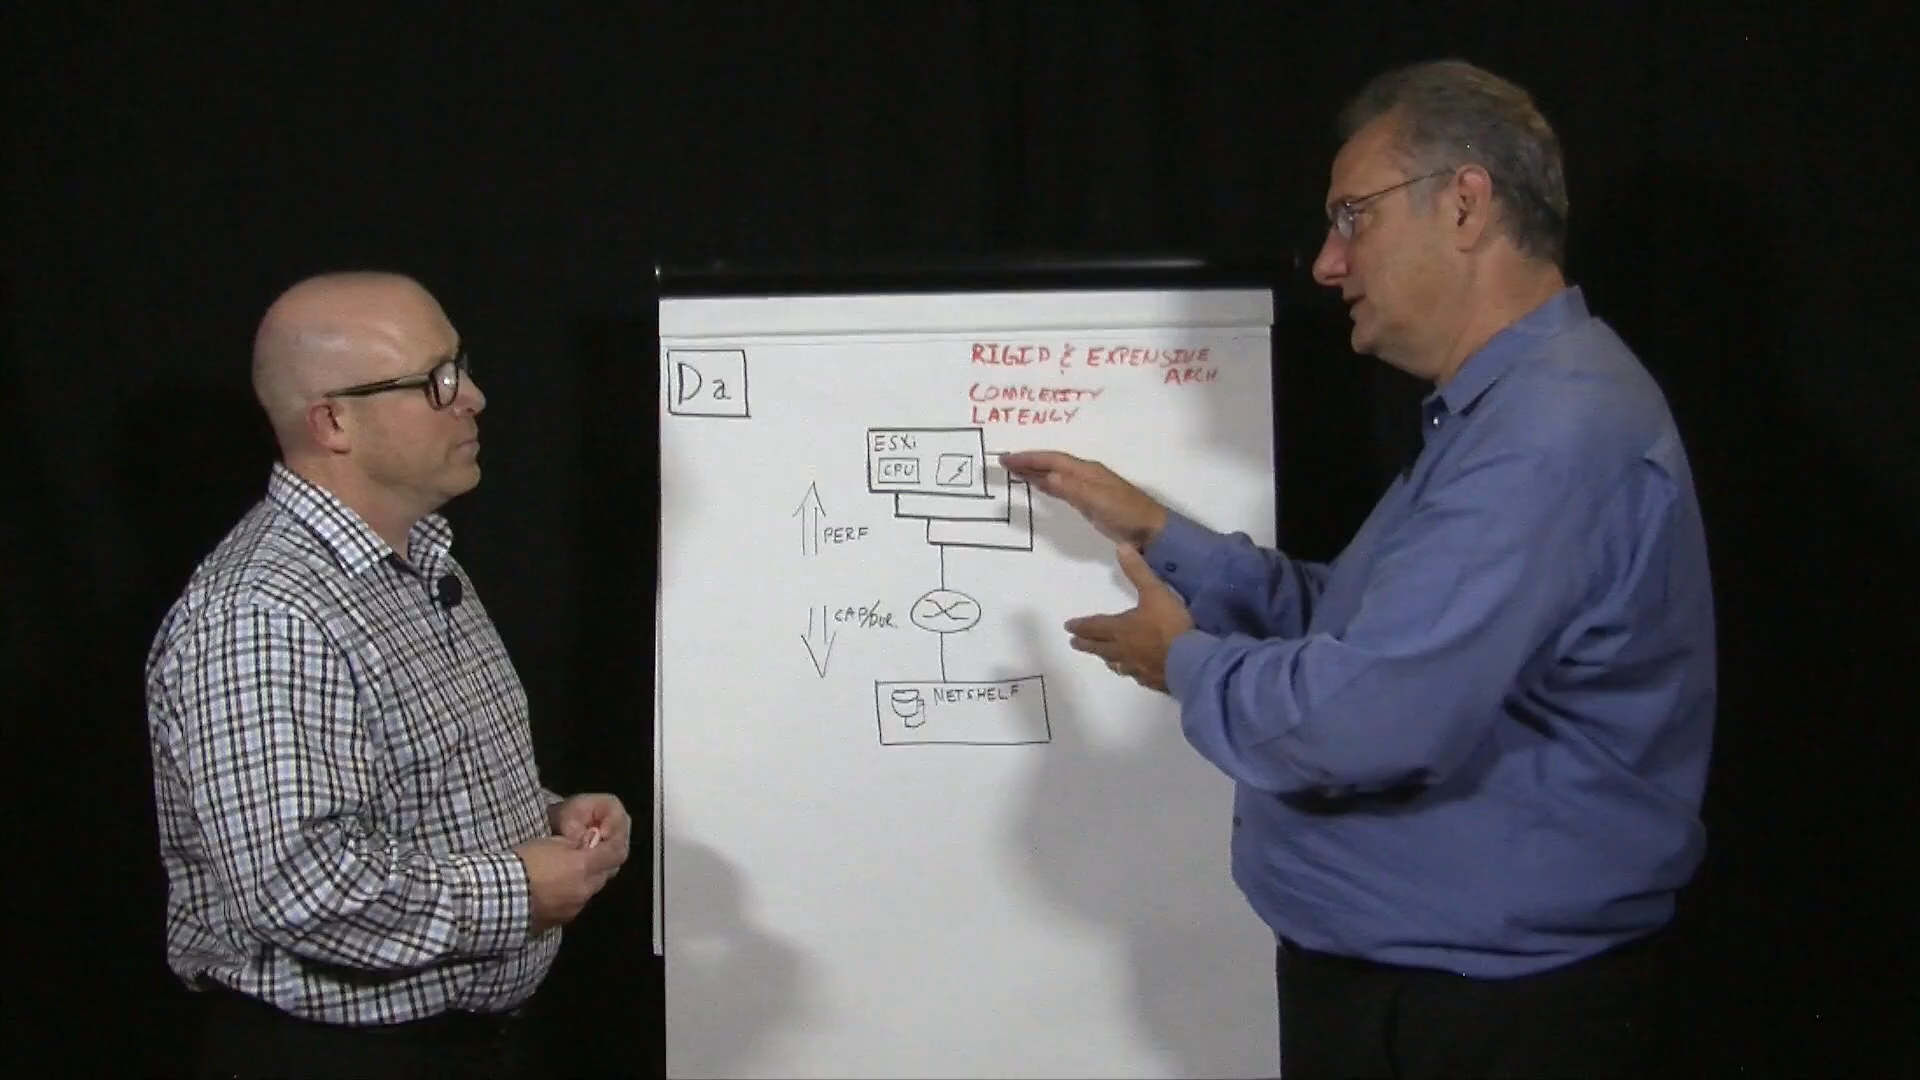 Da
RIGID & EXPENSIVE
ARCH.
COMPLEXITY
LATENCY
ESXi
CPU
PERF
CAP/DUR.
NETSHELF